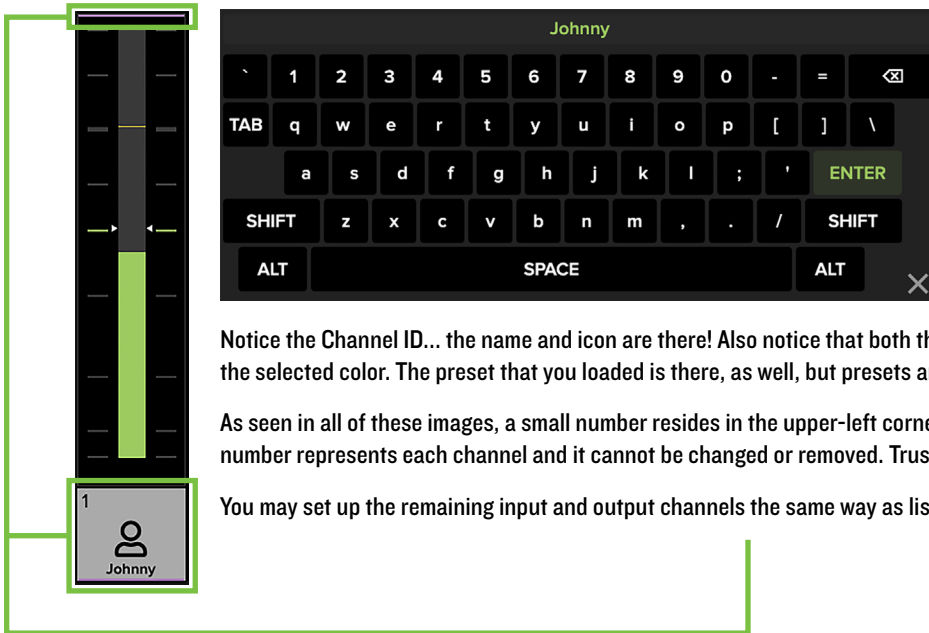 Johnny
` 1 2 3 4 5 6 7 8 9 0 - =
TAB q w e r t y u i o p [ ] \
a s d f g h j k l ; ' ENTER
SHIFT z x c v b n m , . / SHIFT
ALT SPACE ALT
Notice the Channel ID... the name and icon are there! Also notice that both
the selected color. The preset that you loaded is there, as well, but presets
As seen in all of these images, a small number resides in the upper-left
number represents each channel and it cannot be changed or removed.
You may set up the remaining input and output channels the same way as
1
Johnny